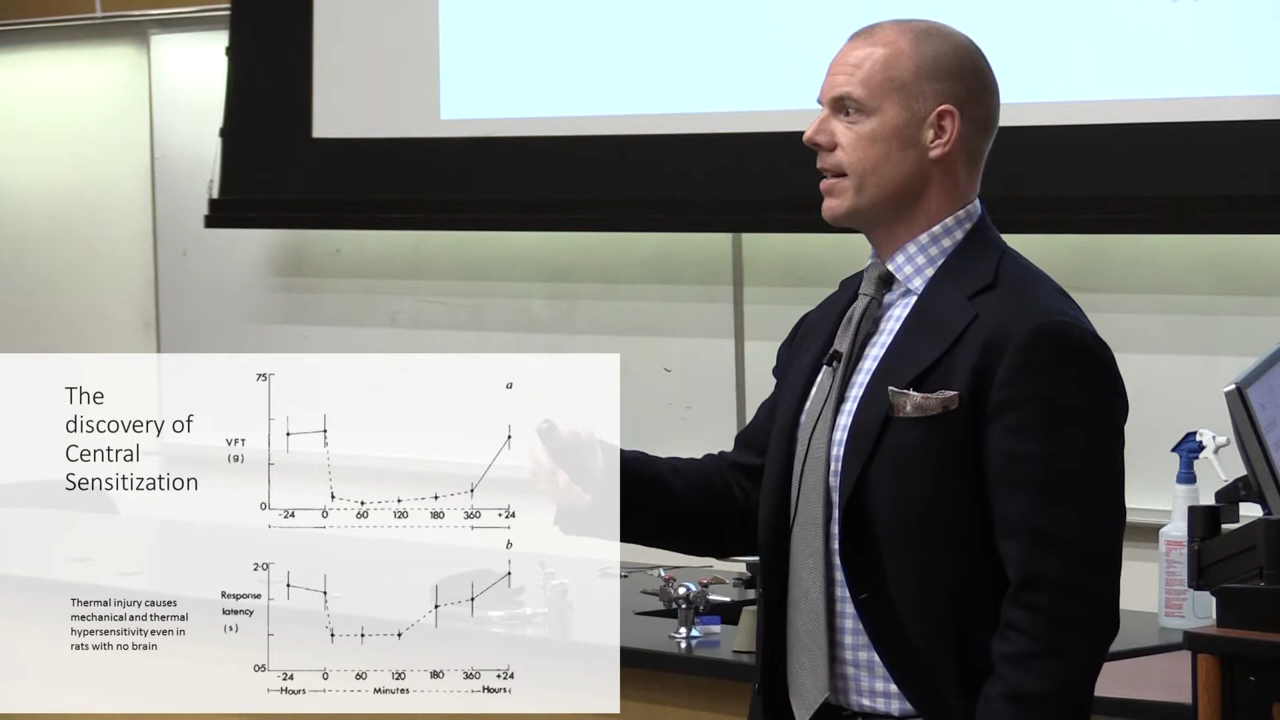 The
discovery of
Central
Sensitization
Thermal injury causes
mechanical and thermal
hypersensitivity even in
rats with no brain
75
a
VFT
(g)
0
-24 0 60 120 180 360 +24
b
2·0
Response
latency
(s)
05
-24 0 60 120 180 360 +24
Hours Minutes Hours